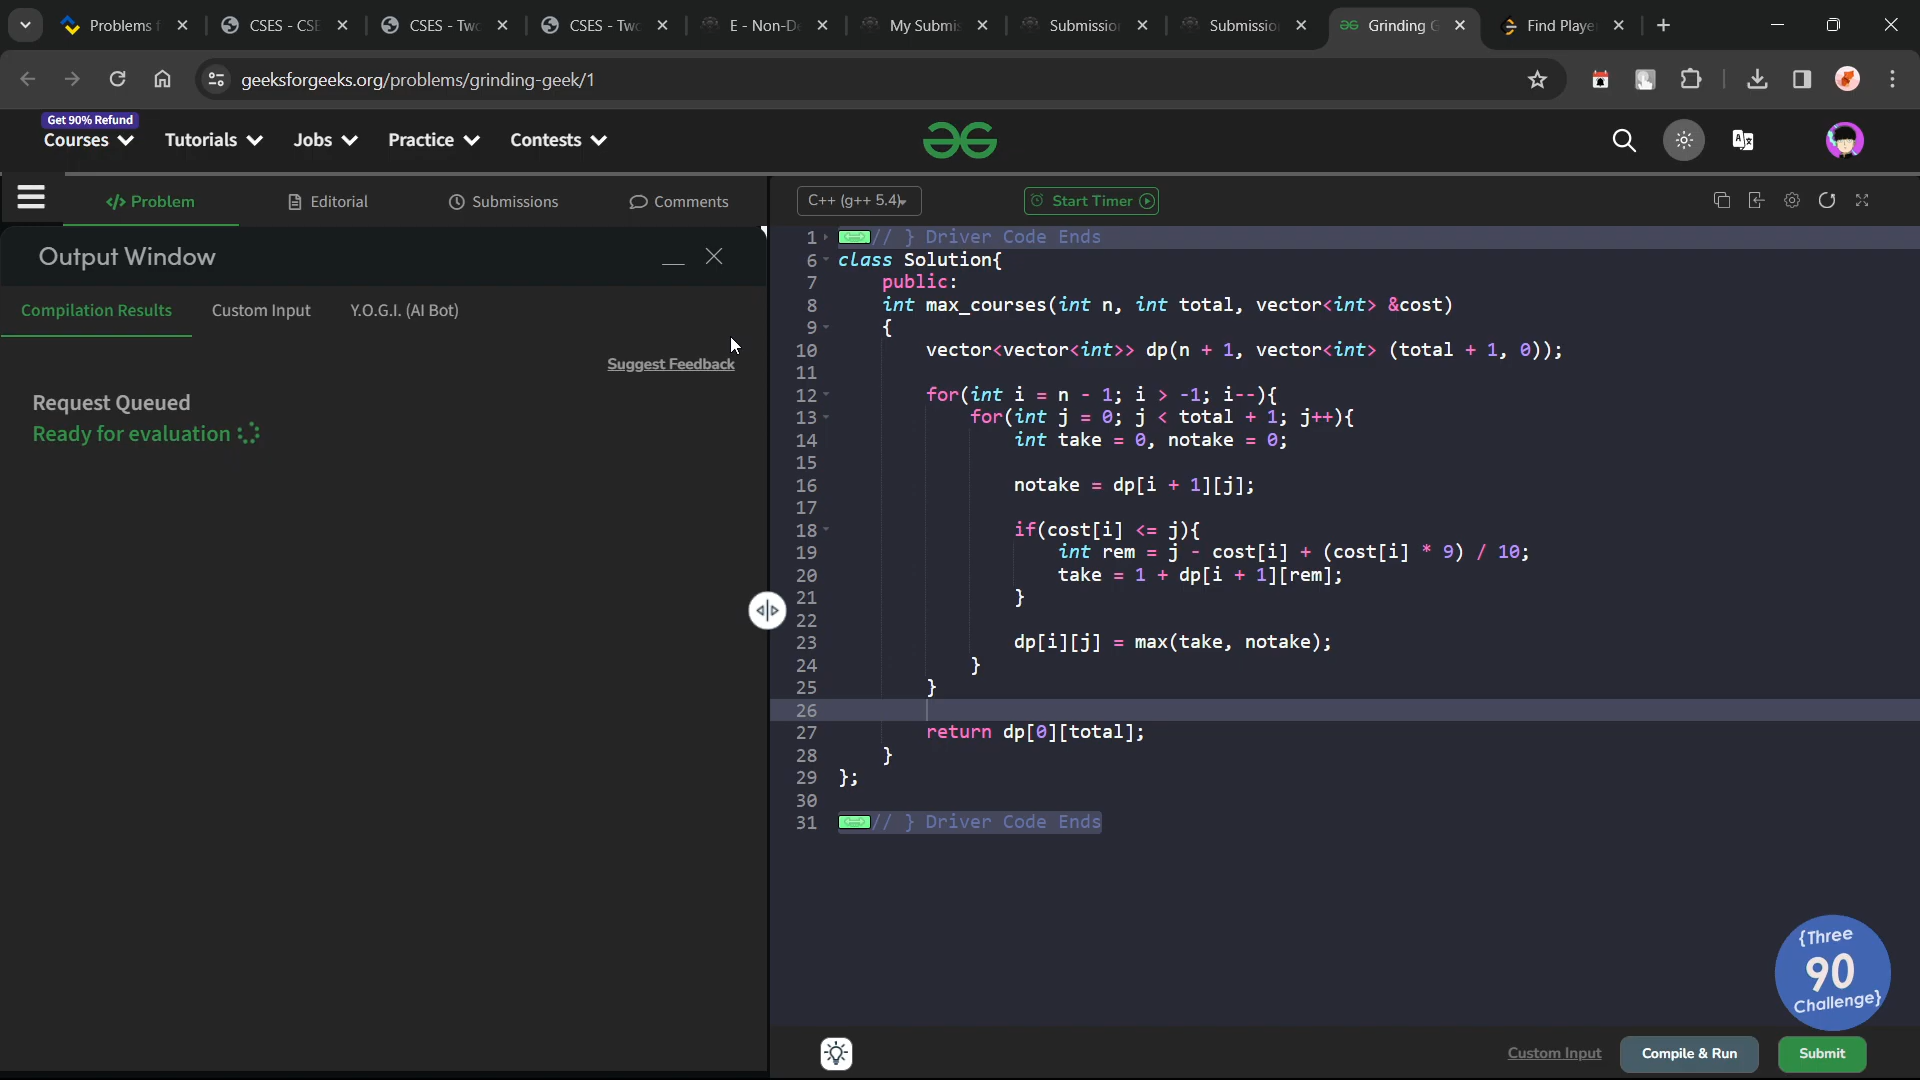 Problems f
CSES - CSE
CSES - Two
CSES - Two
E - Non-De
My Submis
Submissio
Submissio
Grinding G
Find Playe
geeksforgeeks.org/problems/grinding-geek/1
Get 90% Refund
Courses
Tutorials
Jobs
Practice
Contests
</> Problem
Editorial
Submissions
Comments
C++ (g++ 5.4)
Start Timer
Output Window
Compilation Results
Custom Input
Y.O.G.I. (AI Bot)
Suggest Feedback
Request Queued
Ready for evaluation
1 // } Driver Code Ends
6 class Solution{
7 public:
8 int max_courses(int n, int total, vector<int> &cost)
9 {
10 vector<vector<int>> dp(n + 1, vector<int> (total + 1, 0));
11
12 for(int i = n - 1; i > -1; i--){
13 for(int j = 0; j < total + 1; j++){
14 int take = 0, notake = 0;
15
16 notake = dp[i + 1][j];
17
18 if(cost[i] <= j){
19 int rem = j - cost[i] + (cost[i] * 9) / 10;
20 take = 1 + dp[i + 1][rem];
21 }
22
23 dp[i][j] = max(take, notake);
24 }
25 }
26
27 return dp[0][total];
28 }
29 };
30
31 // } Driver Code Ends
{Three
90
Challenge}
Custom Input
Compile & Run
Submit